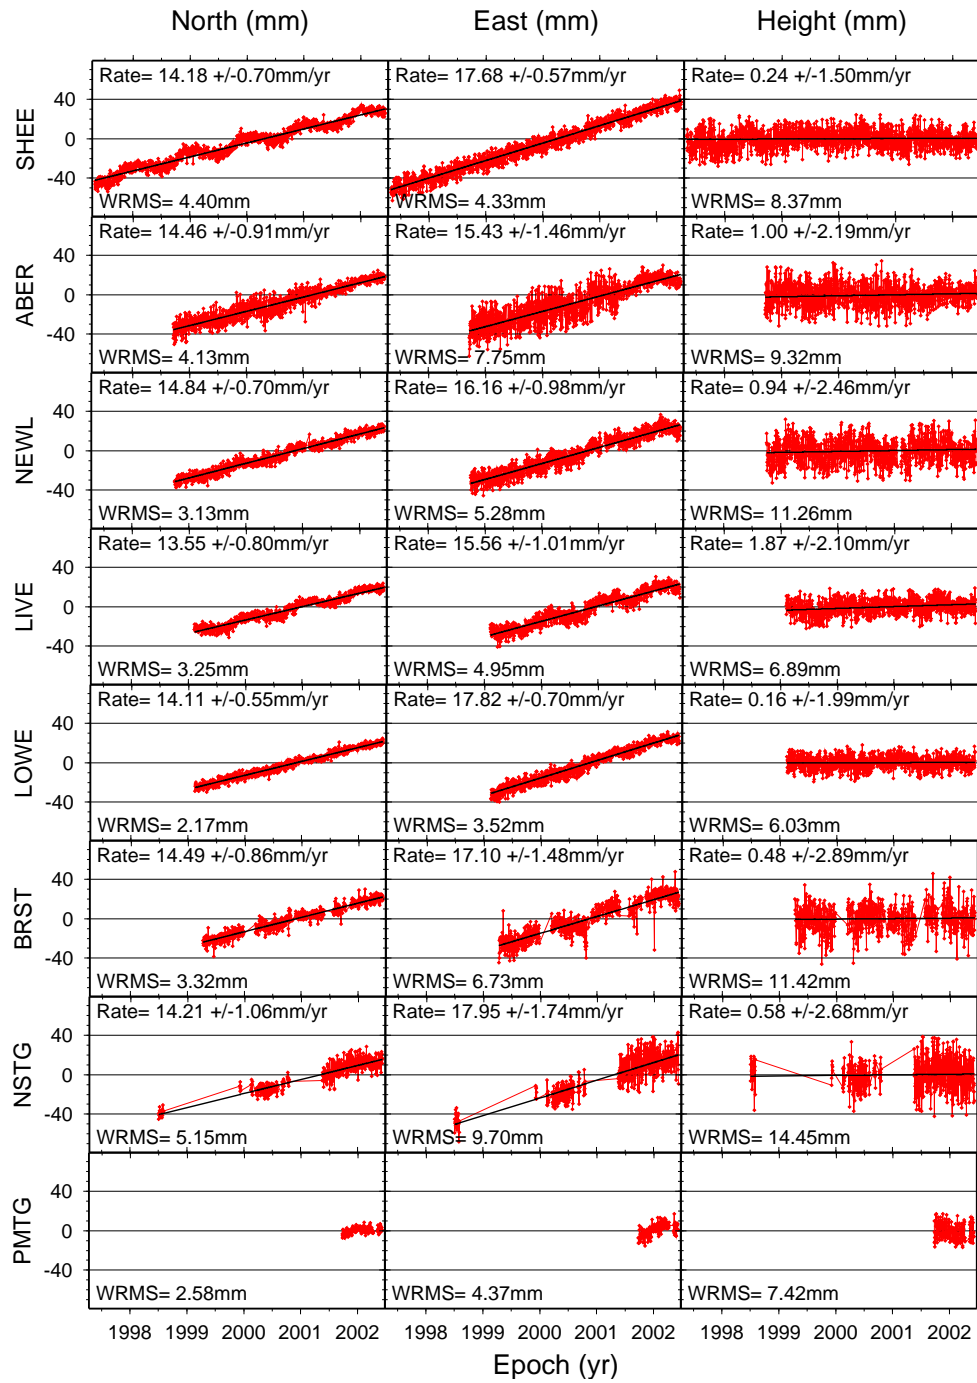 North (mm) East (mm) Height (mm)
Rate= 14.18 +/-0.70mm/yr Rate= 17.68 +/-0.57mm/yr Rate= 0.24 +/-1.50mm/yr
40
0
-40
SHEE
WRMS= 4.40mm WRMS= 4.33mm WRMS= 8.37mm
Rate= 14.46 +/-0.91mm/yr Rate= 15.43 +/-1.46mm/yr Rate= 1.00 +/-2.19mm/yr
40
0
-40
ABER
WRMS= 4.13mm WRMS= 7.75mm WRMS= 9.32mm
Rate= 14.84 +/-0.70mm/yr Rate= 16.16 +/-0.98mm/yr Rate= 0.94 +/-2.46mm/yr
40
0
-40
NEWL
WRMS= 3.13mm WRMS= 5.28mm WRMS= 11.26mm
Rate= 13.55 +/-0.80mm/yr Rate= 15.56 +/-1.01mm/yr Rate= 1.87 +/-2.10mm/yr
40
0
-40
LIVE
WRMS= 3.25mm WRMS= 4.95mm WRMS= 6.89mm
Rate= 14.11 +/-0.55mm/yr Rate= 17.82 +/-0.70mm/yr Rate= 0.16 +/-1.99mm/yr
40
0
-40
LOWE
WRMS= 2.17mm WRMS= 3.52mm WRMS= 6.03mm
Rate= 14.49 +/-0.86mm/yr Rate= 17.10 +/-1.48mm/yr Rate= 0.48 +/-2.89mm/yr
40
0
-40
BRST
WRMS= 3.32mm WRMS= 6.73mm WRMS= 11.42mm
Rate= 14.21 +/-1.06mm/yr Rate= 17.95 +/-1.74mm/yr Rate= 0.58 +/-2.68mm/yr
40
0
-40
NSTG
WRMS= 5.15mm WRMS= 9.70mm WRMS= 14.45mm
40
0
-40
PMTG
WRMS= 2.58mm WRMS= 4.37mm WRMS= 7.42mm
1998 1999 2000 2001 2002 1998 1999 2000 2001 2002 1998 1999 2000 2001 2002
Epoch (yr)